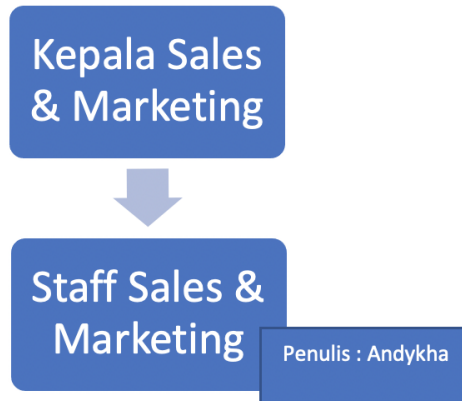 Kepala Sales
& Marketing
Staff Sales &
Marketing
Penulis : Andykha